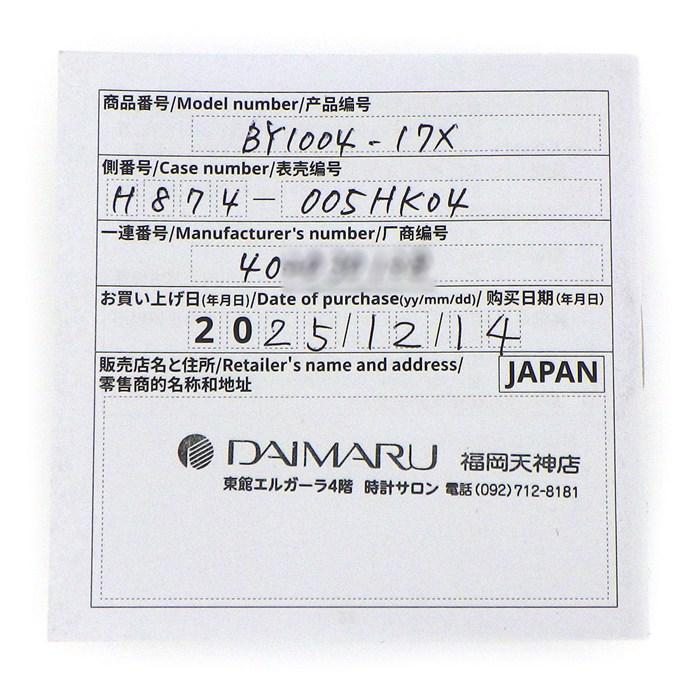 商品番号/Model number/产品编号
BY1004-17X
側番号/Case number/表壳编号
H874-005HK04
一連番号/Manufacturer's number/厂商编号
40
お買い上げ日(年月日)/Date of purchase(yy/mm/dd)/购买日期(年月日)
2025/12/14
販売店名と住所/Retailer's name and address/
零售商的名称和地址
JAPAN
DAIMARU 福岡天神店
東館エルガーラ4階 時計サロン 電話(092)712-8181